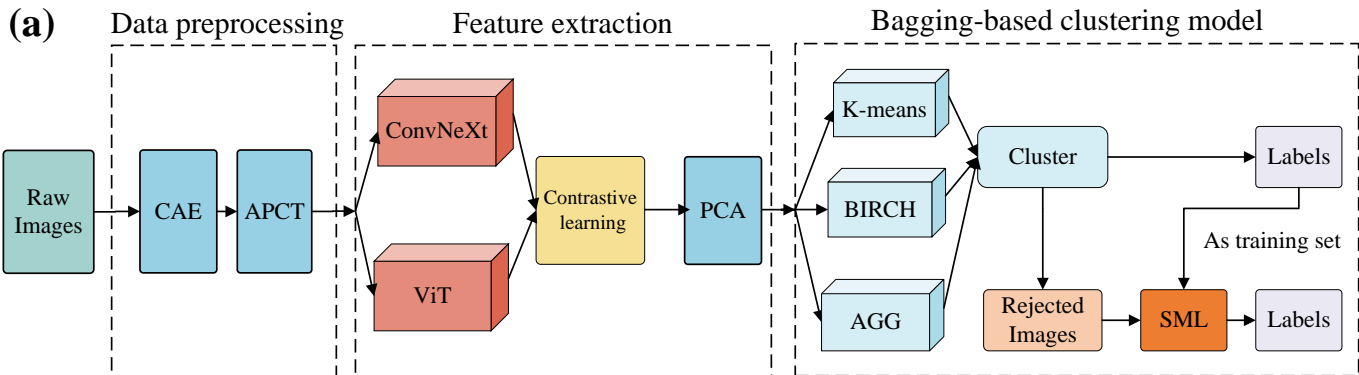 (a)
Data preprocessing
Feature extraction
Bagging-based clustering model
Raw
Images
CAE
APCT
ConvNeXt
ViT
Contrastive
learning
PCA
K-means
BIRCH
AGG
Cluster
Labels
As training set
Rejected
Images
SML
Labels